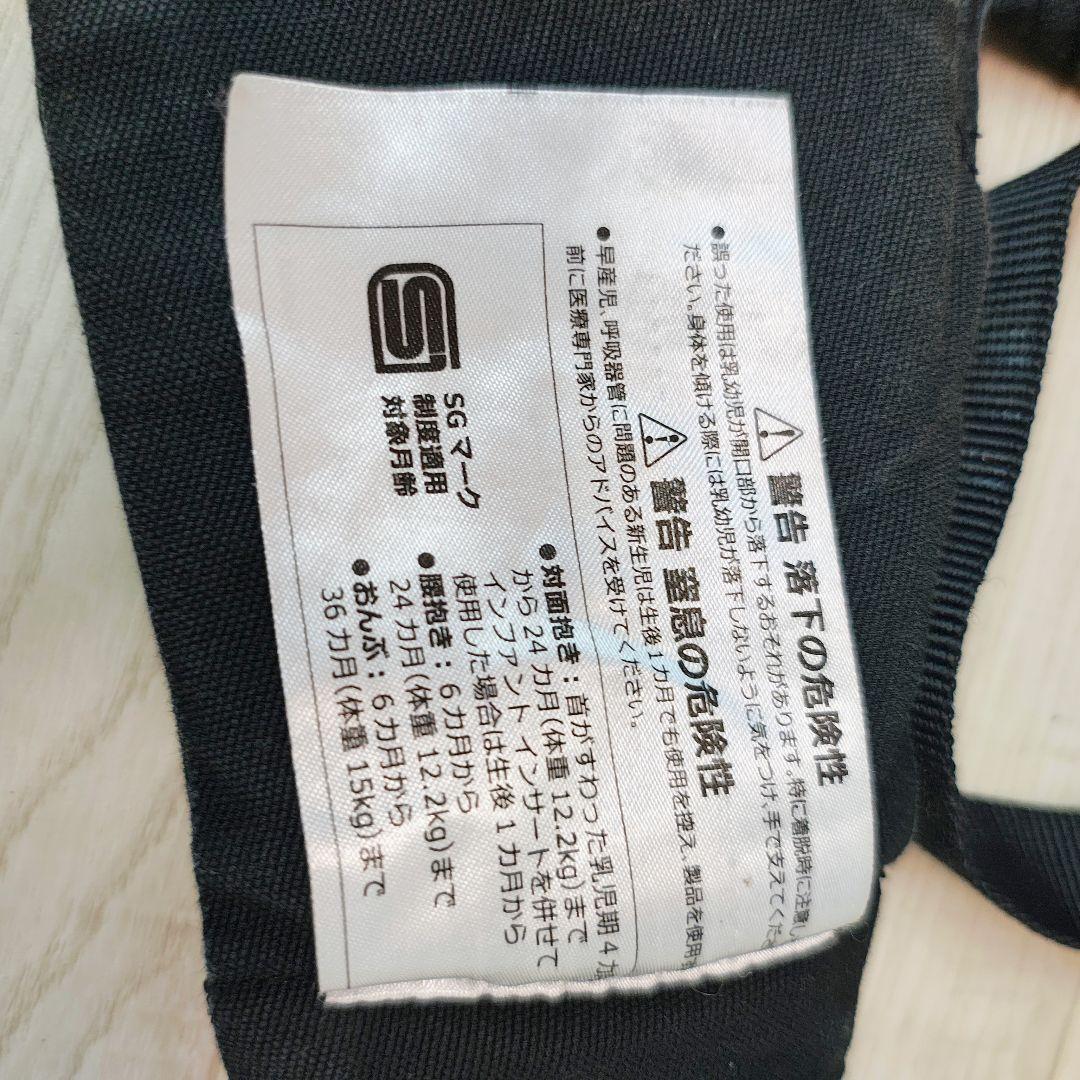 警告 落下の危険性
●誤った使用は乳幼児が開口部から落下するおそれがあります。特に着脱時に注意し
ださい。身体を傾ける際には乳幼児が落下しないように気をつけ、手で支えてくだ
警告 窒息の危険性
●早産児、呼吸器管に問題のある新生児は生後1カ月でも使用を控え、製品を使用
前に医療専門家からのアドバイスを受けてください。
SG マーク
制度適用
対象月齢
●対面抱き：首がすわった乳児期 4カ
から24カ月(体重12.2kg)まで
インファント インサートを併せて
使用した場合は生後1カ月から
●腰抱き：6カ月から
24カ月(体重 12.2kg)まで
●おんぶ：6カ月から
36カ月(体重15kg)まで